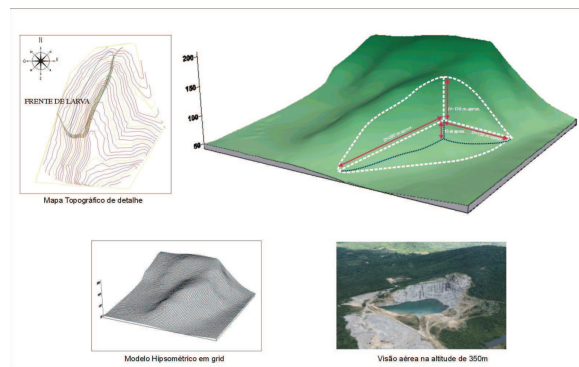 N
O
E
S
FRENTE DE LARVA
Mapa Topográfico de detalhe
200
150
100
50
Modelo Hipsométrico em grid
Visão aérea na altitude de 350m